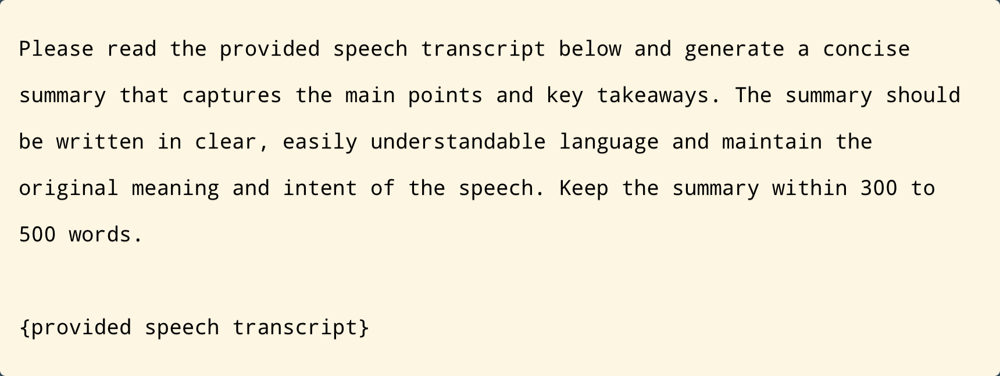 Please read the provided speech transcript below and generate a concise
summary that captures the main points and key takeaways. The summary should
be written in clear, easily understandable language and maintain the
original meaning and intent of the speech. Keep the summary within 300 to
500 words.
{provided speech transcript}